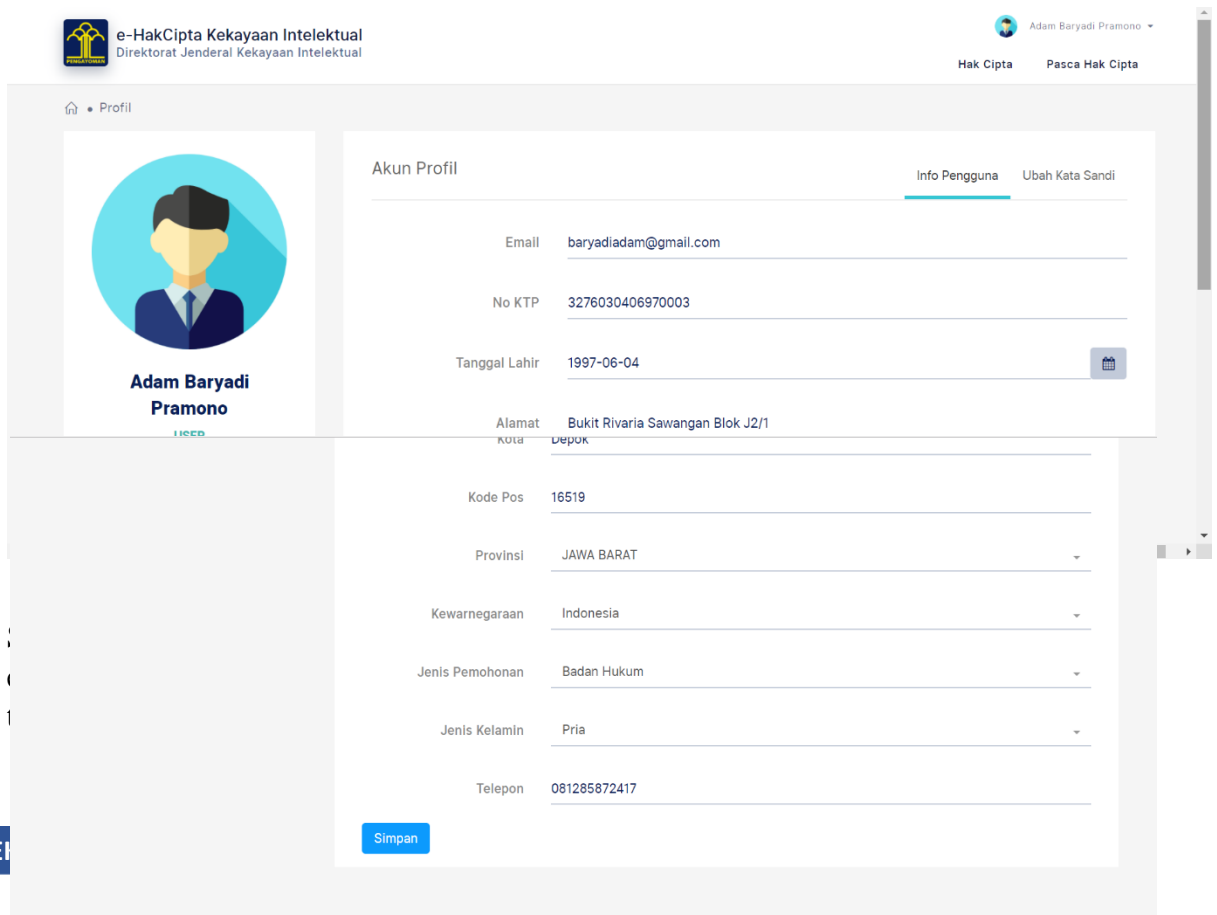 e-HakCipta Kekayaan Intelektual
Direktorat Jenderal Kekayaan Intelektual
PENGAYOMAN
Adam Baryadi Pramono
Hak Cipta Pasca Hak Cipta
Profil
Adam Baryadi
Pramono
USER
Akun Profil
Info Pengguna Ubah Kata Sandi
Email baryadiadam@gmail.com
No KTP 3276030406970003
Tanggal Lahir 1997-06-04
Alamat Bukit Rivaria Sawangan Blok J2/1
Kota Depok
Kode Pos 16519
Provinsi JAWA BARAT
Kewarnegaraan Indonesia
Jenis Pemohonan Badan Hukum
Jenis Kelamin Pria
Telepon 081285872417
Simpan